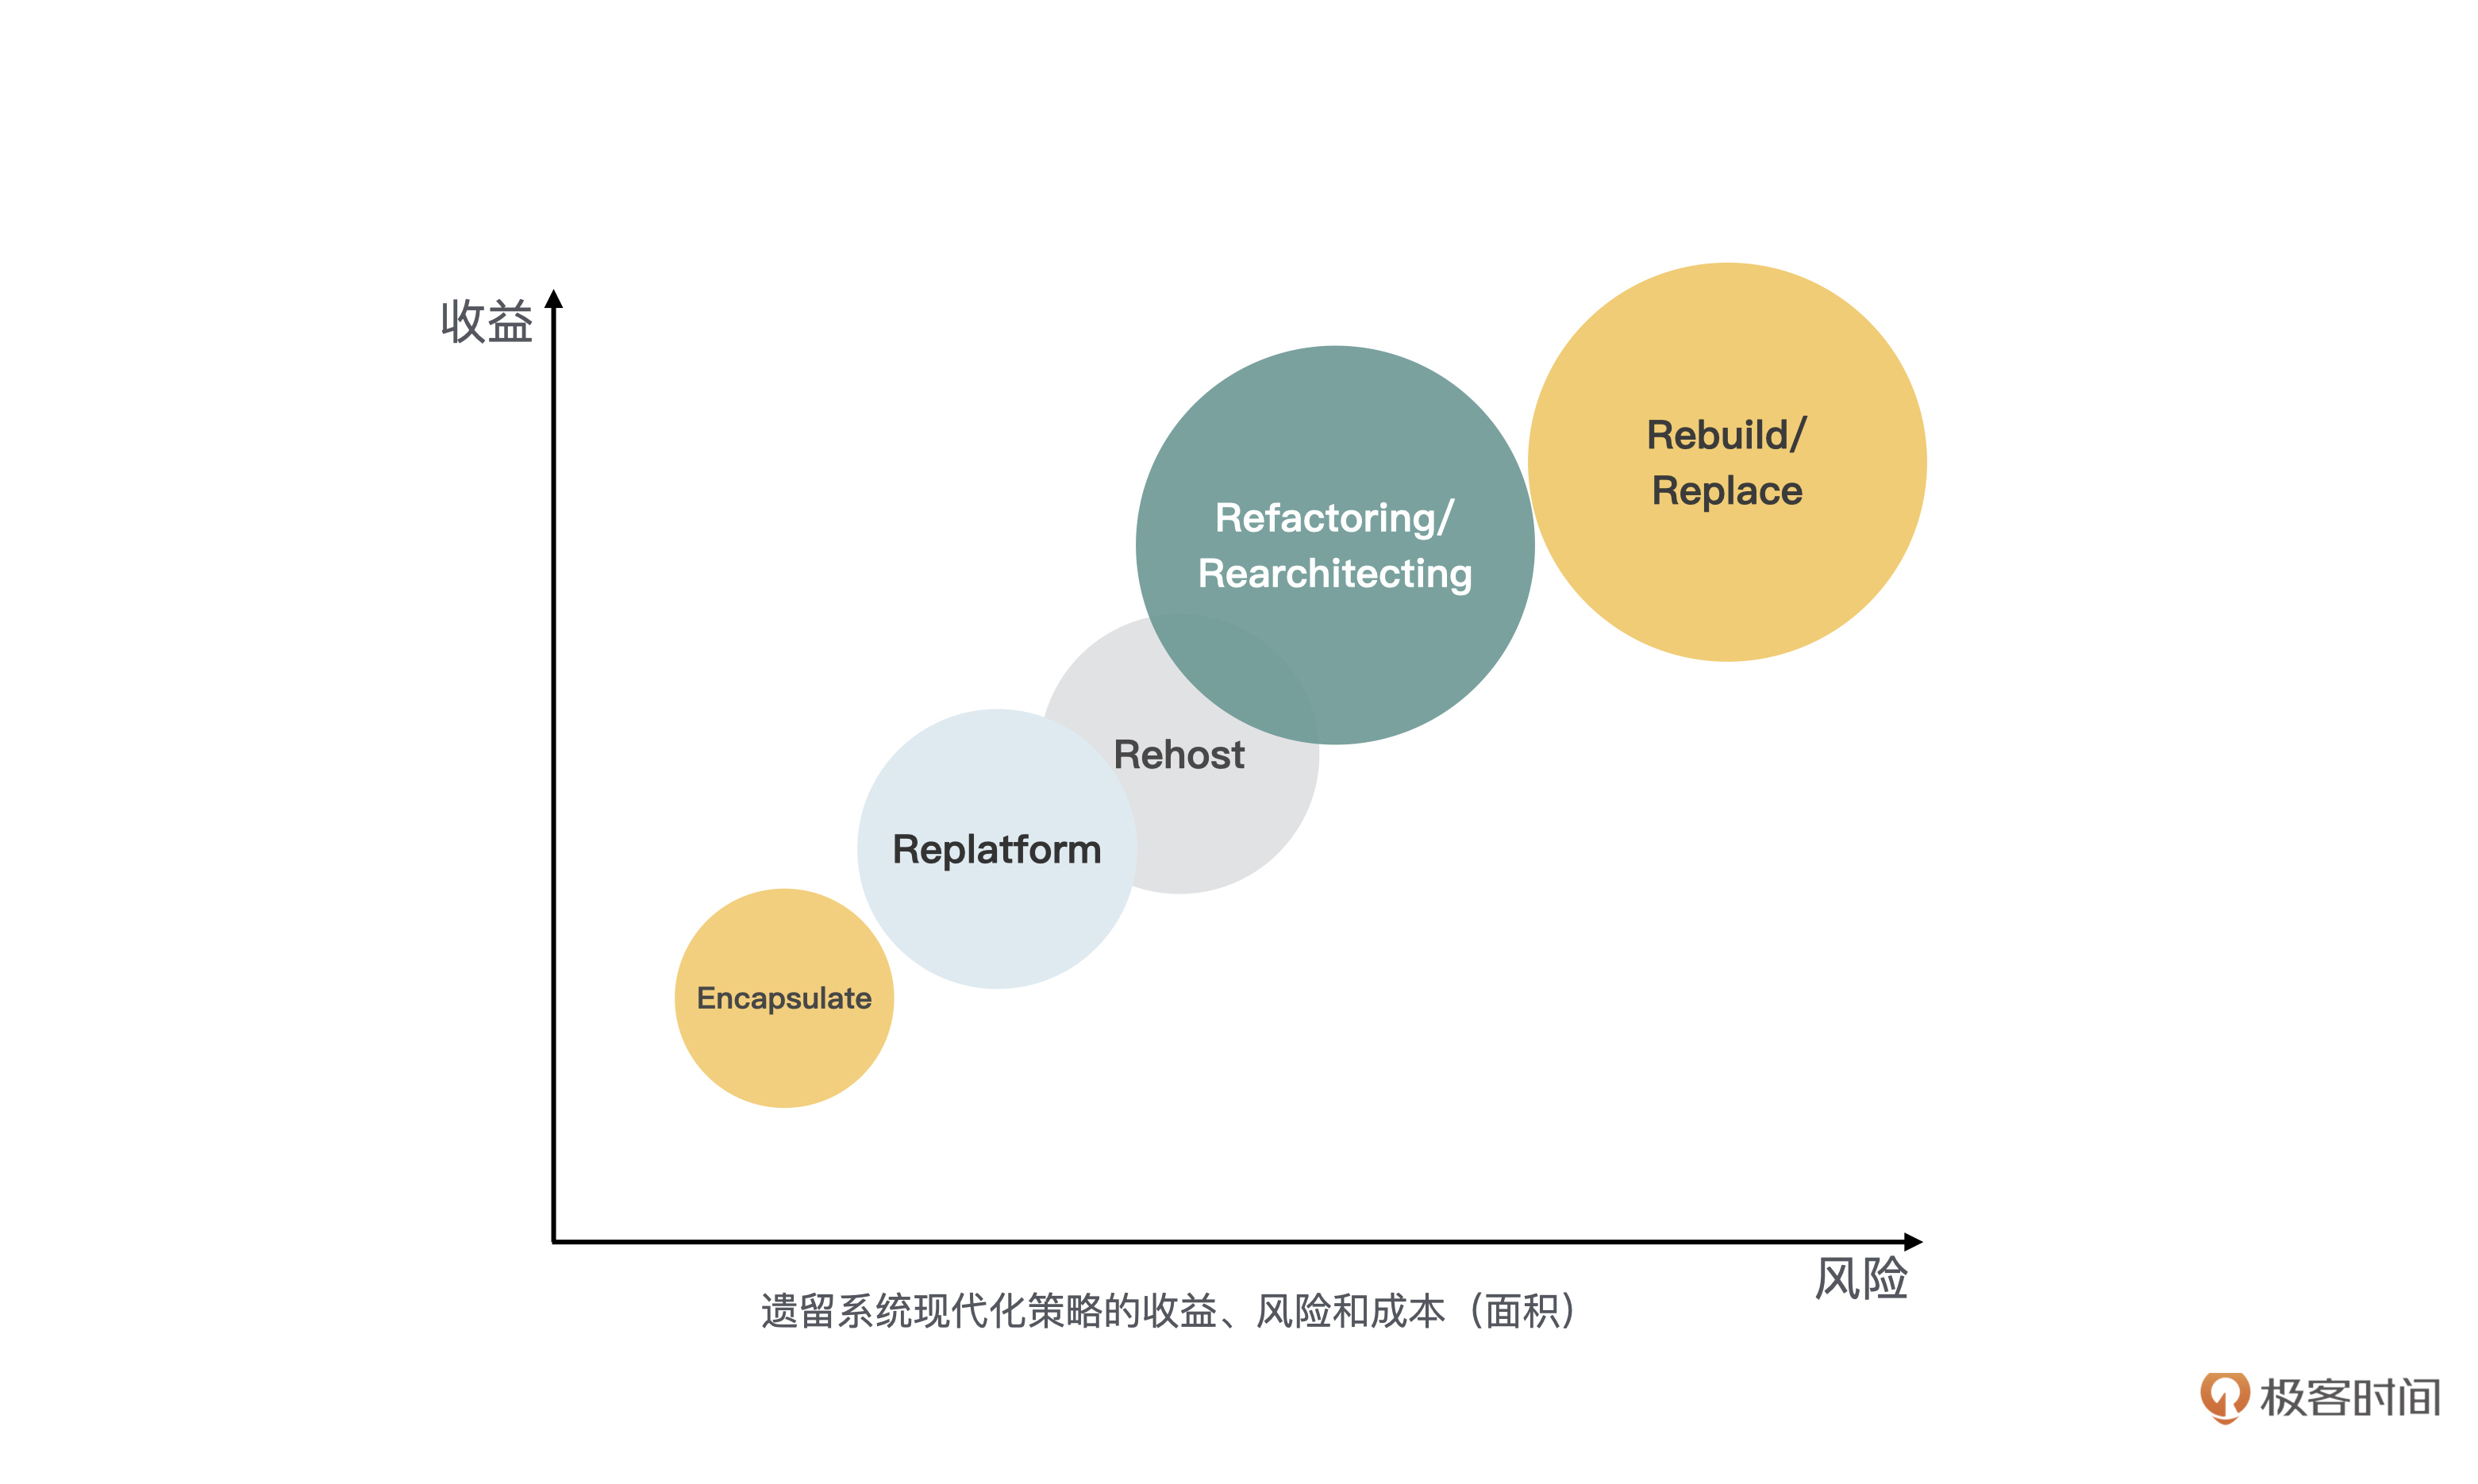 收益
Rebuild/
Replace
Refactoring/
Rearchitecting
Rehost
Replatform
Encapsulate
风险
遗留系统现代化策略的收益、风险和成本（面积）
极客时间